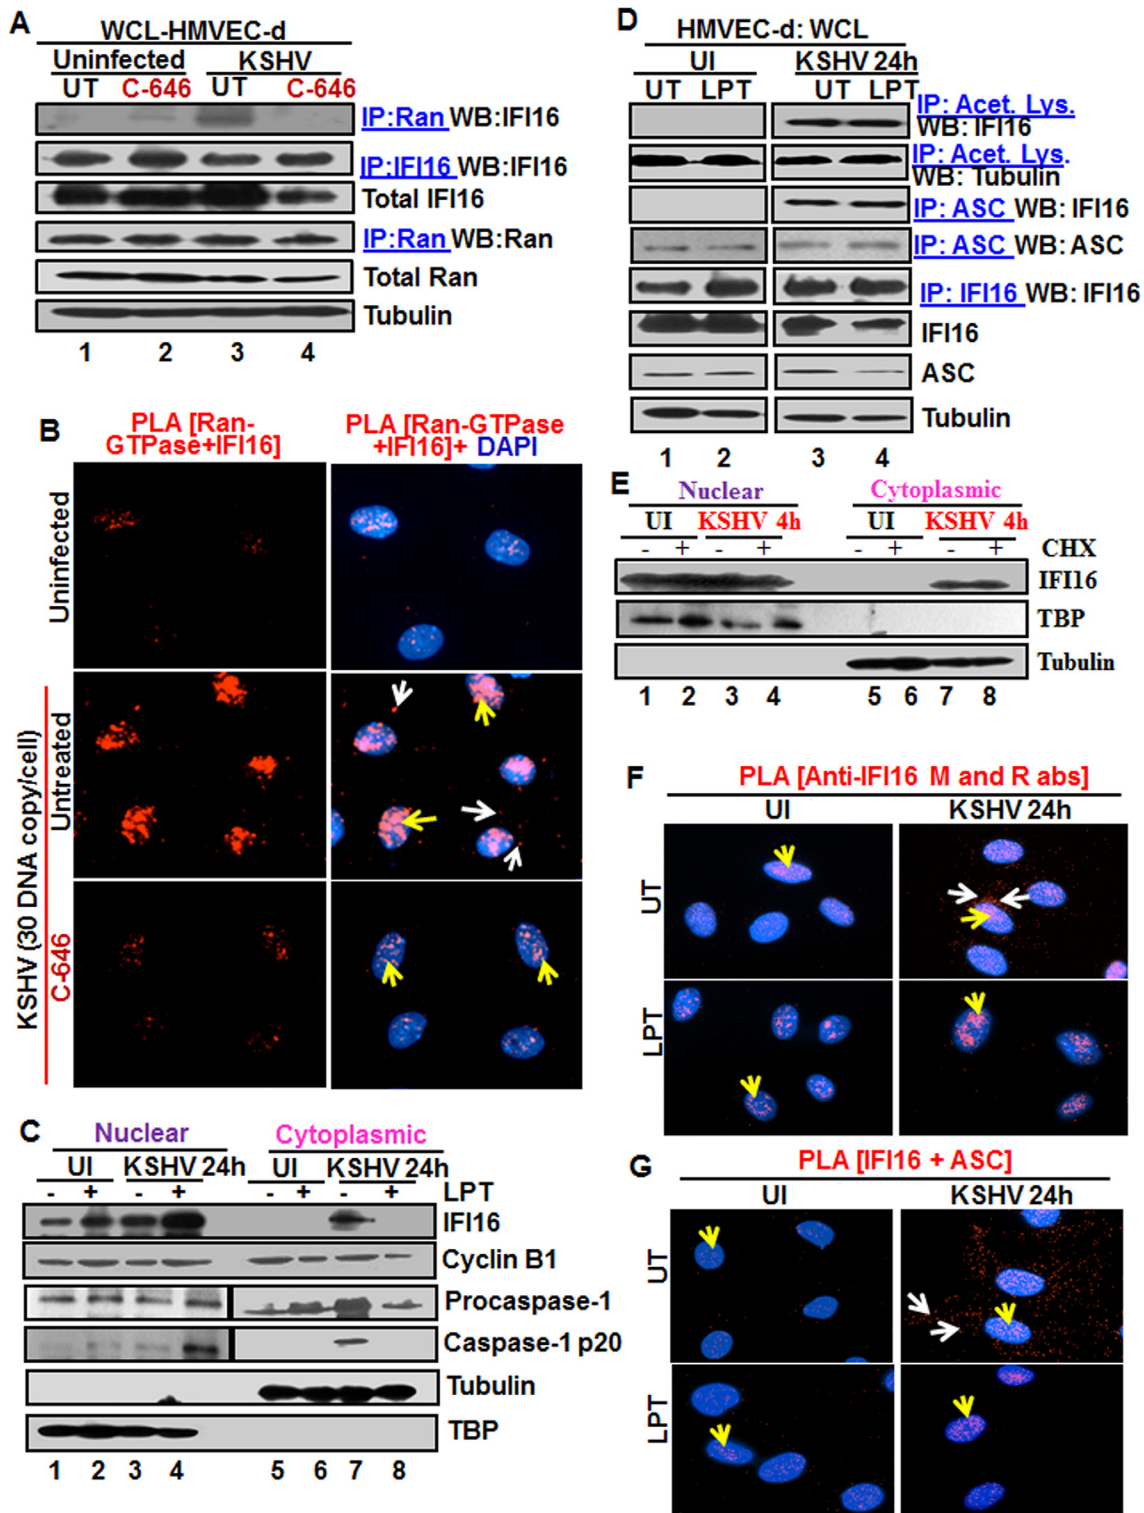 A
WCL-HMVEC-d
Uninfected KSHV
UT C-646 UT C-646
IP:Ran WB:IFI16
IP:IFI16 WB:IFI16
Total IFI16
IP:Ran WB:Ran
Total Ran
Tubulin
1 2 3 4
B
PLA [Ran-
GTPase+IFI16]
PLA [Ran-GTPase
+IFI16]+ DAPI
Uninfected
KSHV (30 DNA copy/cell)
Untreated
C-646
C
Nuclear Cytoplasmic
UI KSHV 24h UI KSHV 24h
- + - + - + - + LPT
IFI16
Cyclin B1
Procaspase-1
Caspase-1 p20
Tubulin
TBP
1 2 3 4 5 6 7 8
D
HMVEC-d: WCL
UI KSHV 24h
UT LPT UT LPT
IP: Acet. Lys.
WB: IFI16
IP: Acet. Lys.
WB: Tubulin
IP: ASC WB: IFI16
IP: ASC WB: ASC
IP: IFI16 WB: IFI16
IFI16
ASC
Tubulin
1 2 3 4
E
Nuclear Cytoplasmic
UI KSHV 4h UI KSHV 4h
- + - + - + - + CHX
IFI16
TBP
Tubulin
1 2 3 4 5 6 7 8
F
PLA [Anti-IFI16 M and R abs]
UI KSHV 24h
UT
LPT
G
PLA [IFI16 + ASC]
UI KSHV 24h
UT
LPT